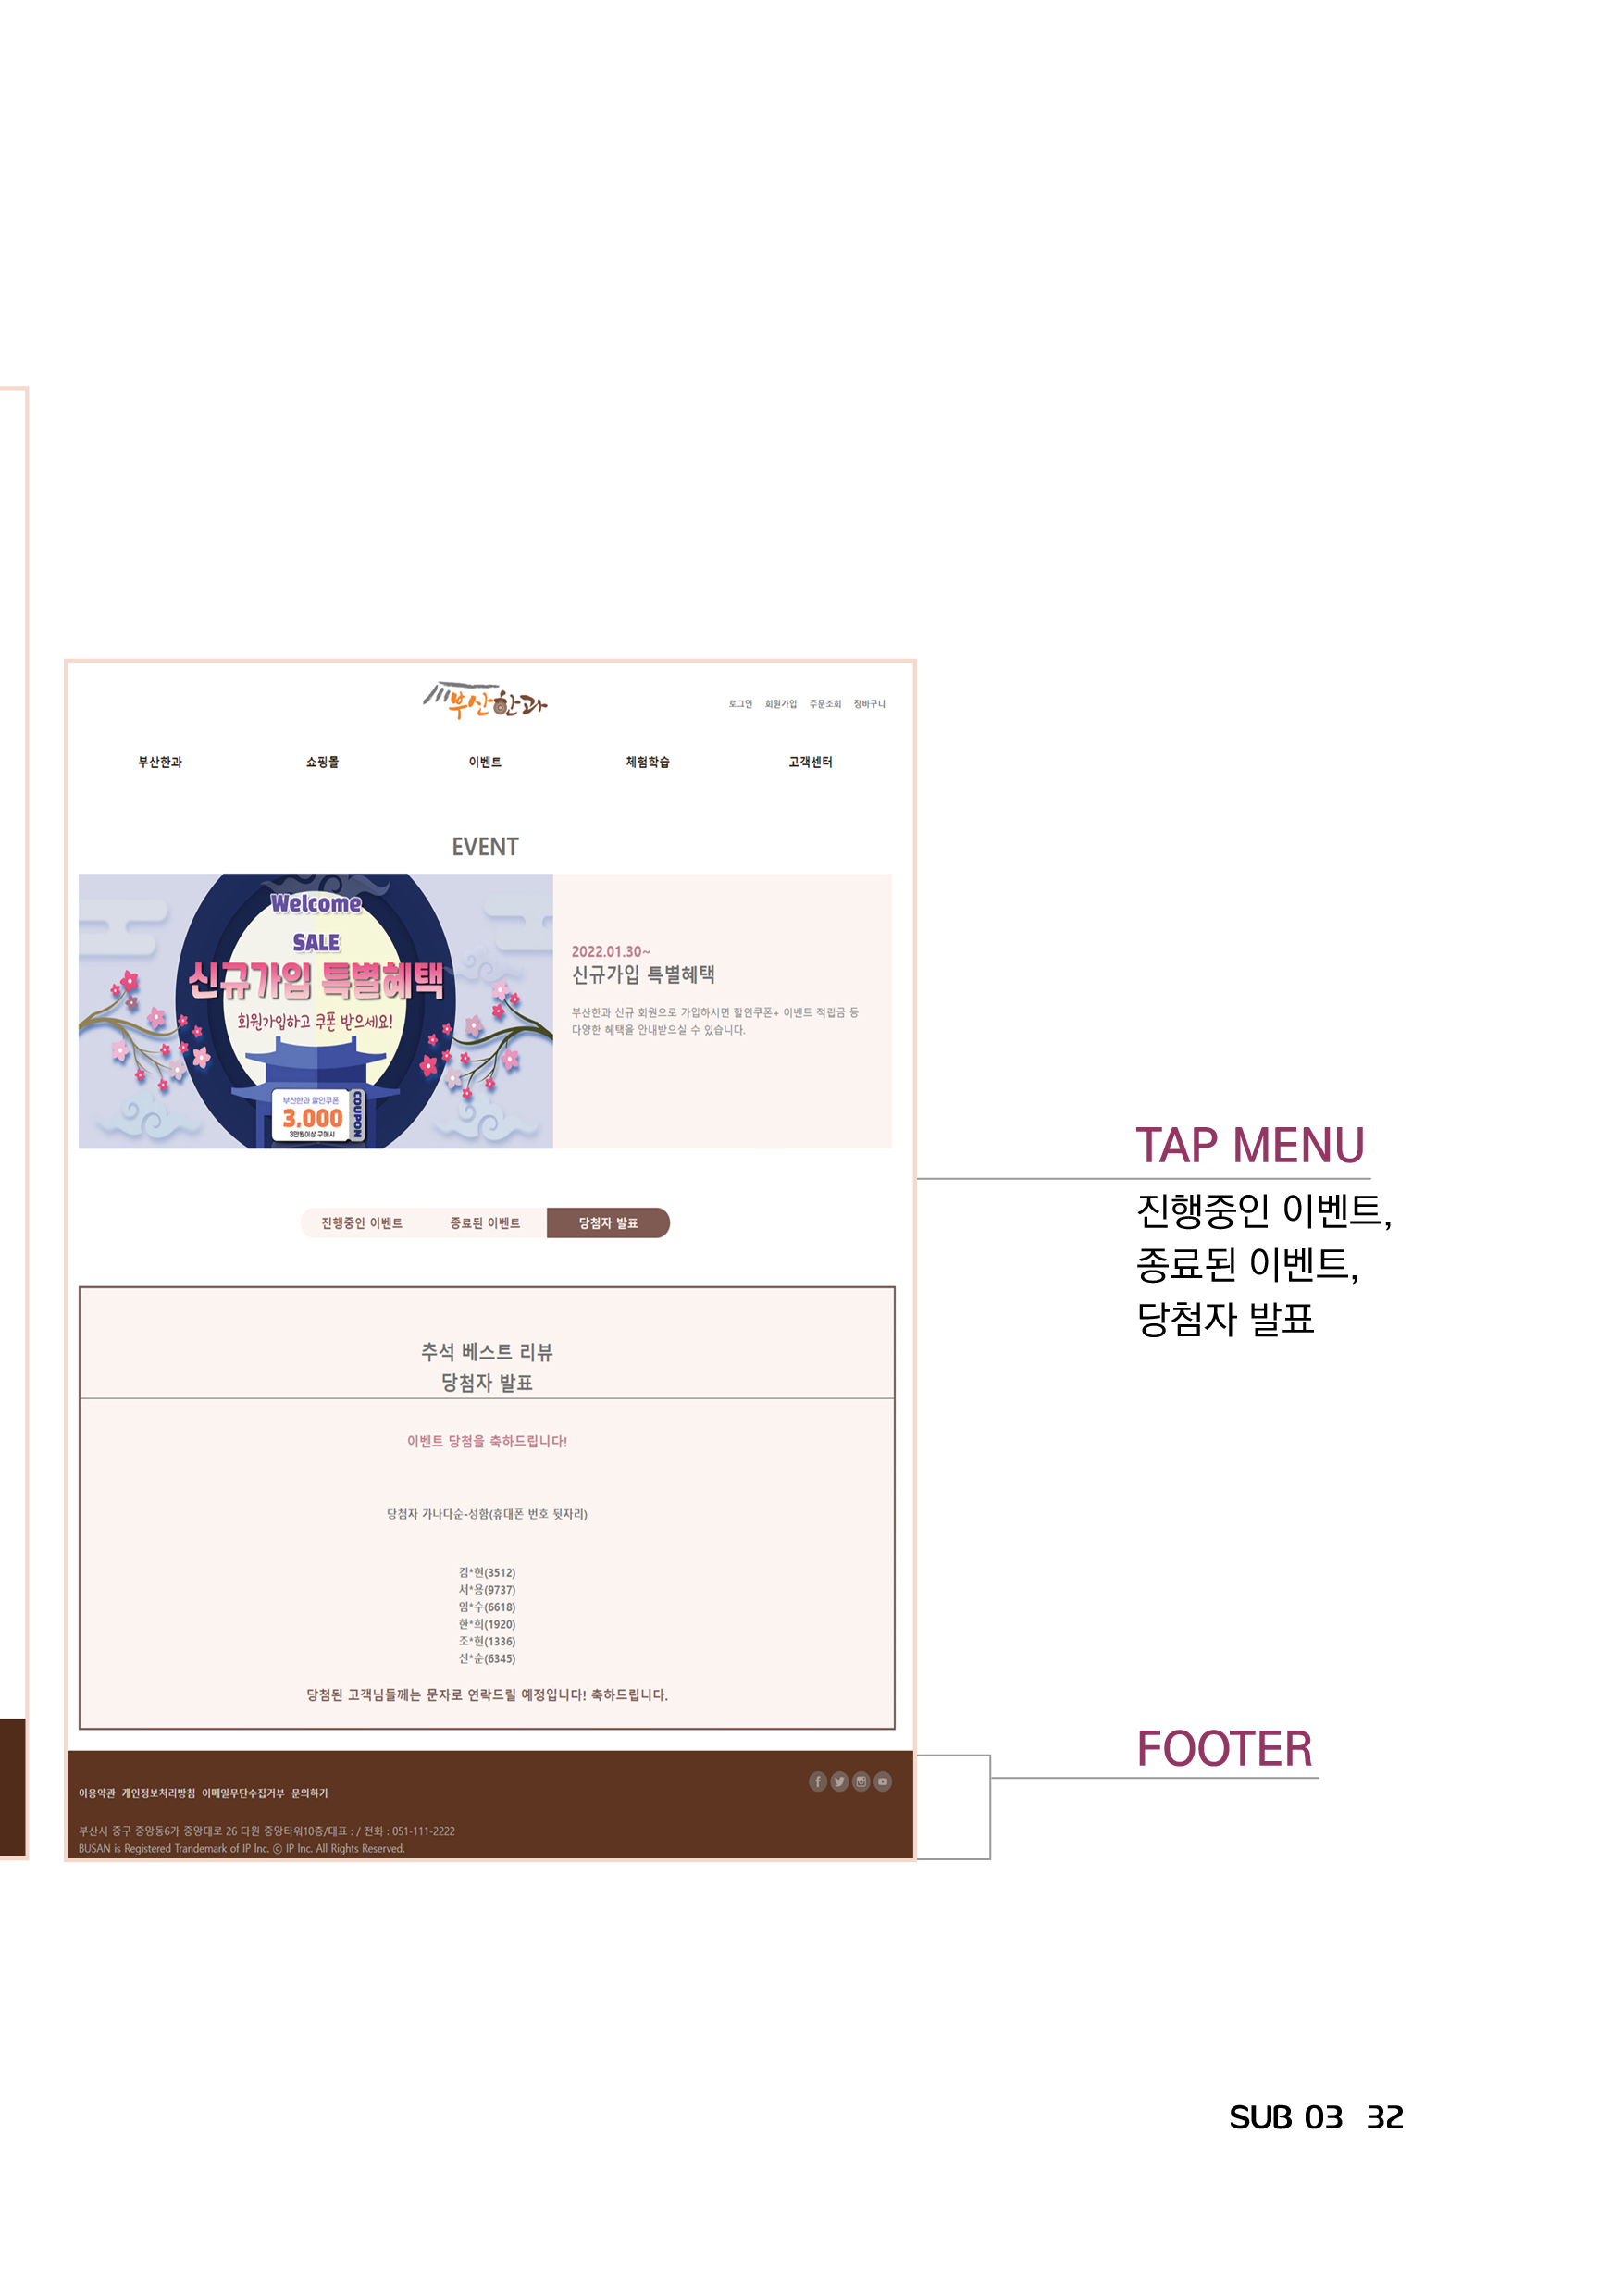 부산한과
로그인 회원가입 주문조회 장바구니
부산한과 쇼핑몰 이벤트 체험학습 고객센터
EVENT
Welcome
SALE
신규가입 특별혜택
회원가입하고 쿠폰 받으세요!
부산한과 할인쿠폰
3,000
3만원이상 구매시
COUPON
2022.01.30~
신규가입 특별혜택
부산한과 신규 회원으로 가입하시면 할인쿠폰+ 이벤트 적립금 등
다양한 혜택을 안내받으실 수 있습니다.
TAP MENU
진행중인 이벤트,
종료된 이벤트,
당첨자 발표
진행중인 이벤트 종료된 이벤트 당첨자 발표
추석 베스트 리뷰
당첨자 발표
이벤트 당첨을 축하드립니다!
당첨자 가나다순-성함(휴대폰 번호 뒷자리)
김*현(3512)
서*용(9737)
임*수(6618)
한*희(1920)
조*현(1336)
신*순(6345)
당첨된 고객님들께는 문자로 연락드릴 예정입니다! 축하드립니다.
FOOTER
이용약관 개인정보처리방침 이메일무단수집거부 문의하기
부산시 중구 중앙동6가 중앙대로 26 다원 중앙타워10층/대표 : / 전화 : 051-111-2222
BUSAN is Registered Trandemark of IP Inc. ⓒ IP Inc. All Rights Reserved.
SUB 03 32